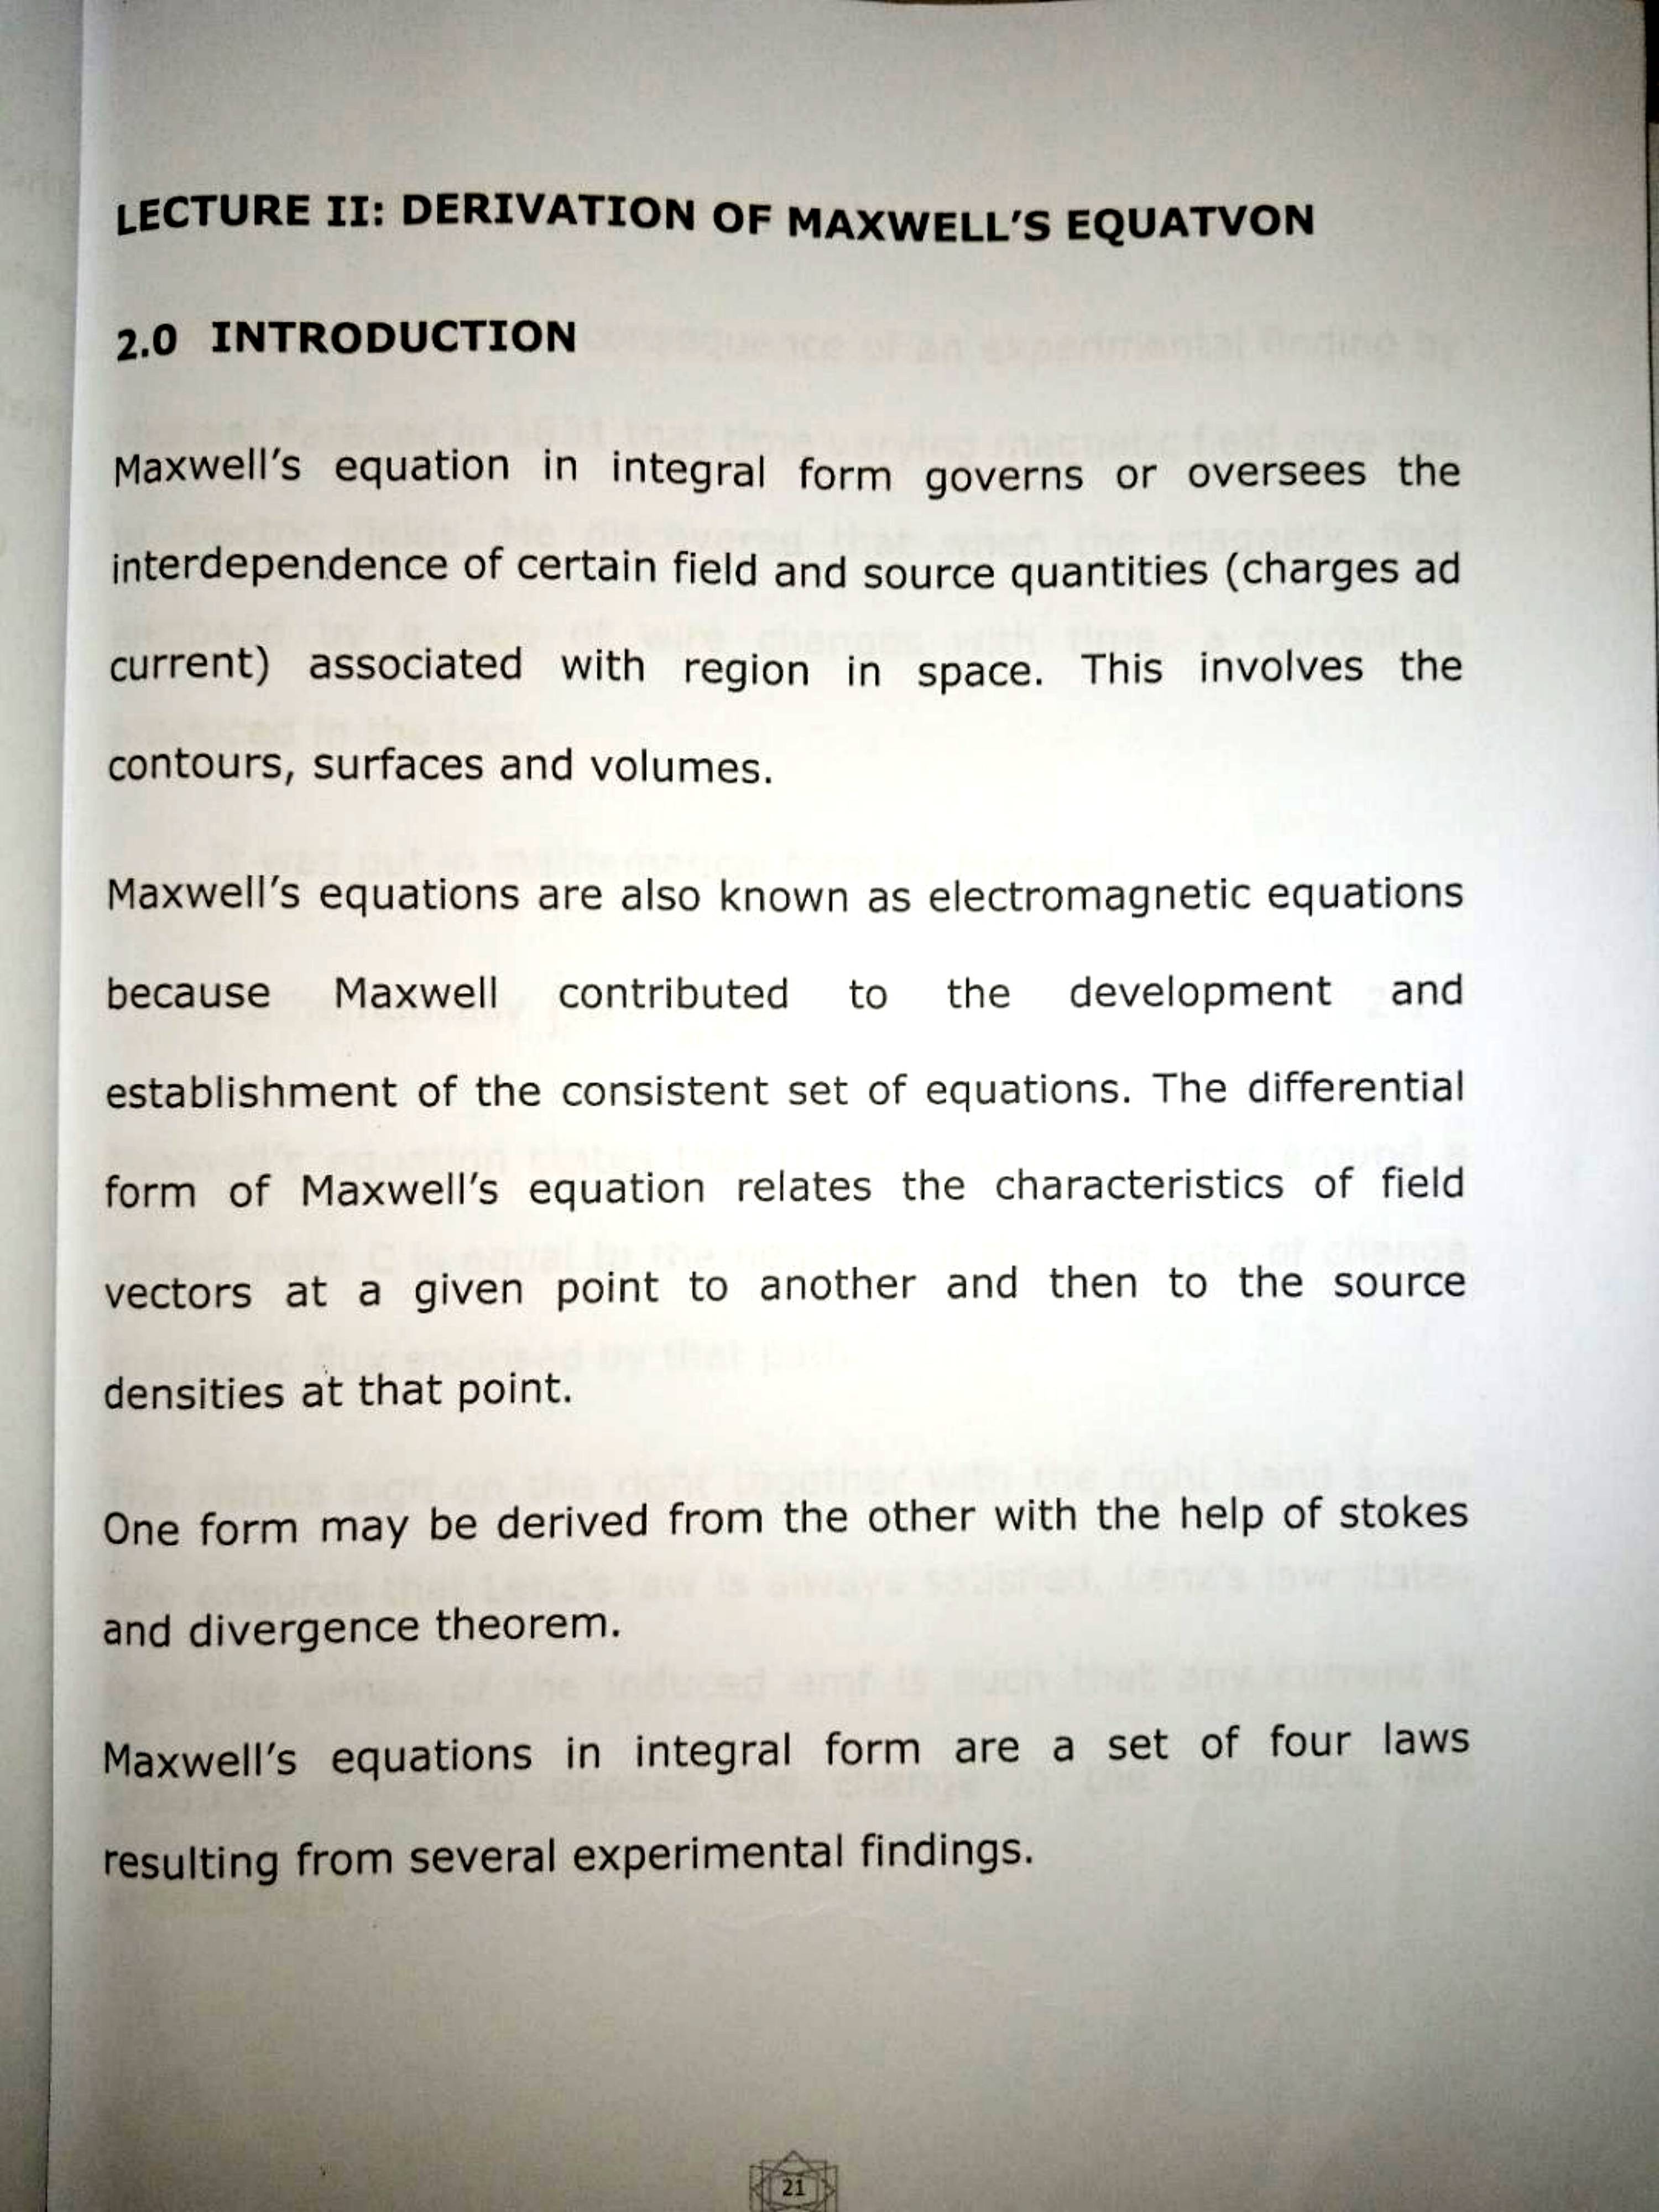 LECTURE II: DERIVATION OF MAXWELL'S EQUATVON
2.0 INTRODUCTION
Maxwell's equation in integral form governs or oversees the
interdependence of certain field and source quantities (charges ad
current) associated with region in space. This involves the
contours, surfaces and volumes.
Maxwell's equations are also known as electromagnetic equations
because Maxwell contributed to the development and
establishment of the consistent set of equations. The differential
form of Maxwell's equation relates the characteristics of field
vectors at a given point to another and then to the source
densities at that point.
One form may be derived from the other with the help of stokes
and divergence theorem.
Maxwell's equations in integral form are a set of four laws
resulting from several experimental findings.
21